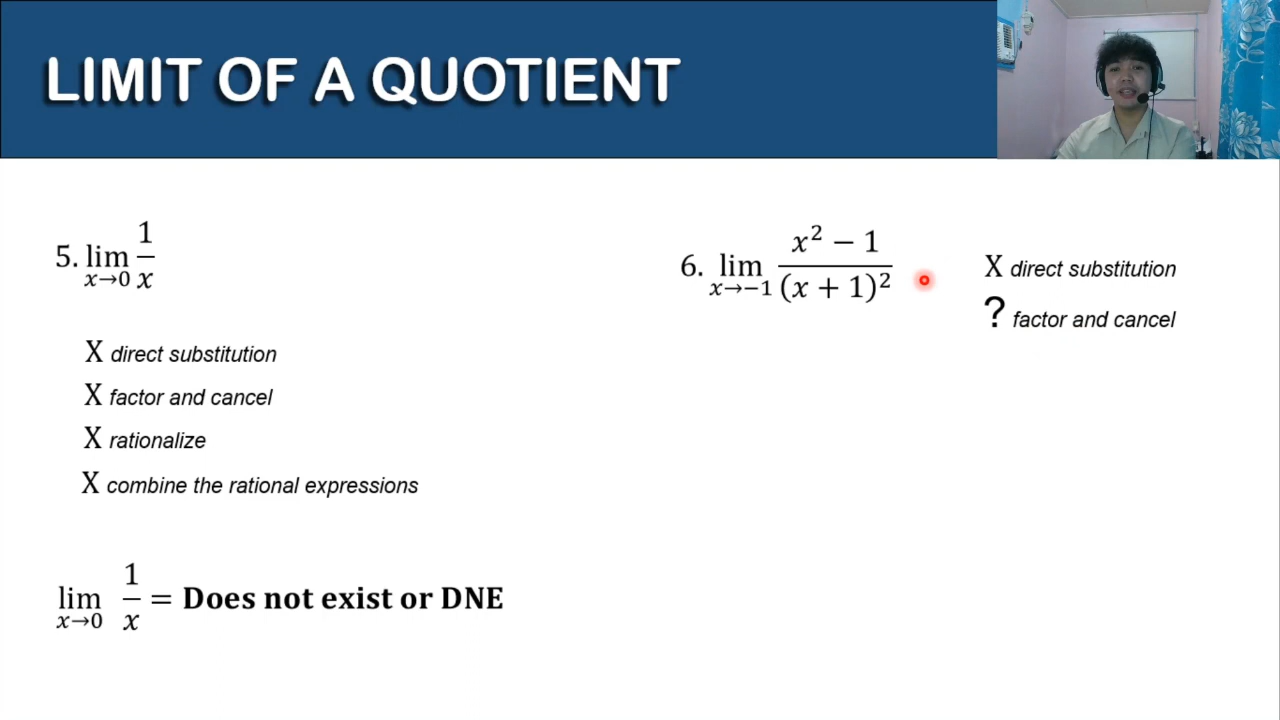 LIMIT OF A QUOTIENT
5. lim x→0 1/x
X direct substitution
X factor and cancel
X rationalize
X combine the rational expressions
lim x→0 1/x = Does not exist or DNE
6. lim x→−1 (x² − 1)/(x + 1)²
X direct substitution
? factor and cancel